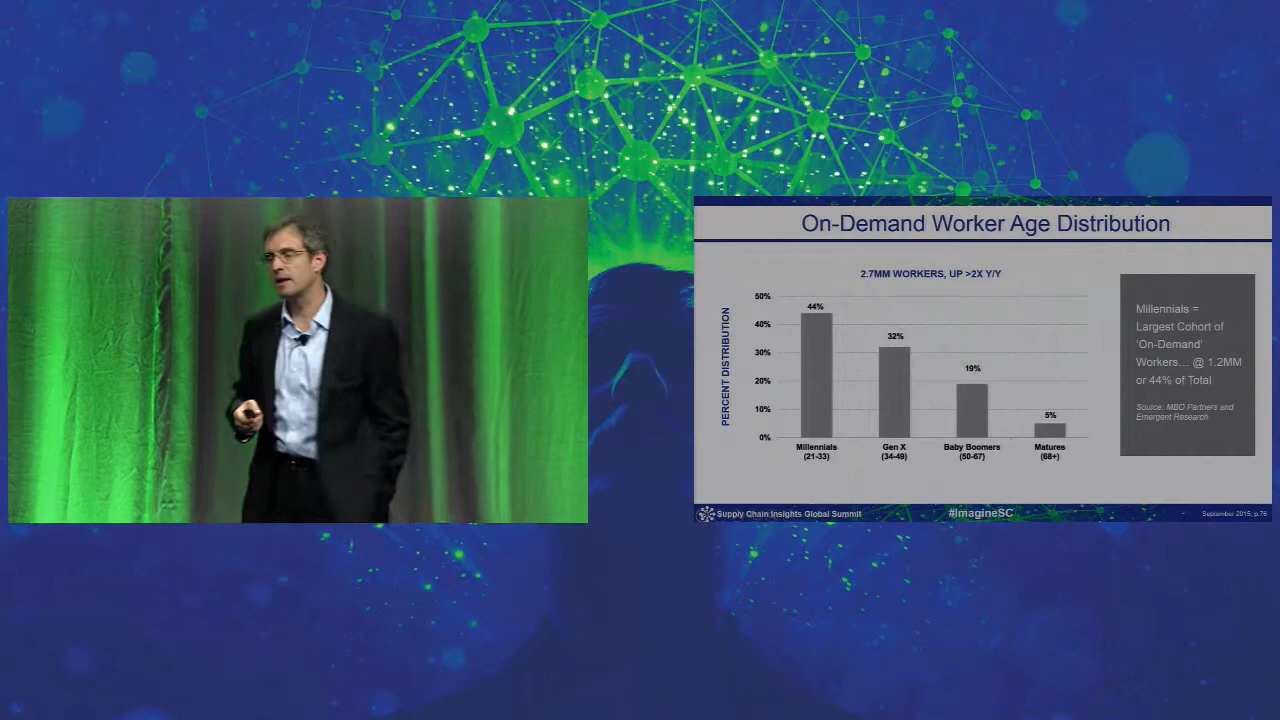 On-Demand Worker Age Distribution
2.7MM WORKERS, UP >2X Y/Y
PERCENT DISTRIBUTION
50%
40%
30%
20%
10%
0%
44%
32%
19%
5%
Millennials
(21-33)
Gen X
(34-49)
Baby Boomers
(50-67)
Matures
(68+)
Millennials =
Largest Cohort of
'On-Demand'
Workers... @ 1.2MM
or 44% of Total
Source: MBO Partners and
Emergent Research
Supply Chain Insights Global Summit
#ImagineSC
September 2015, p.76